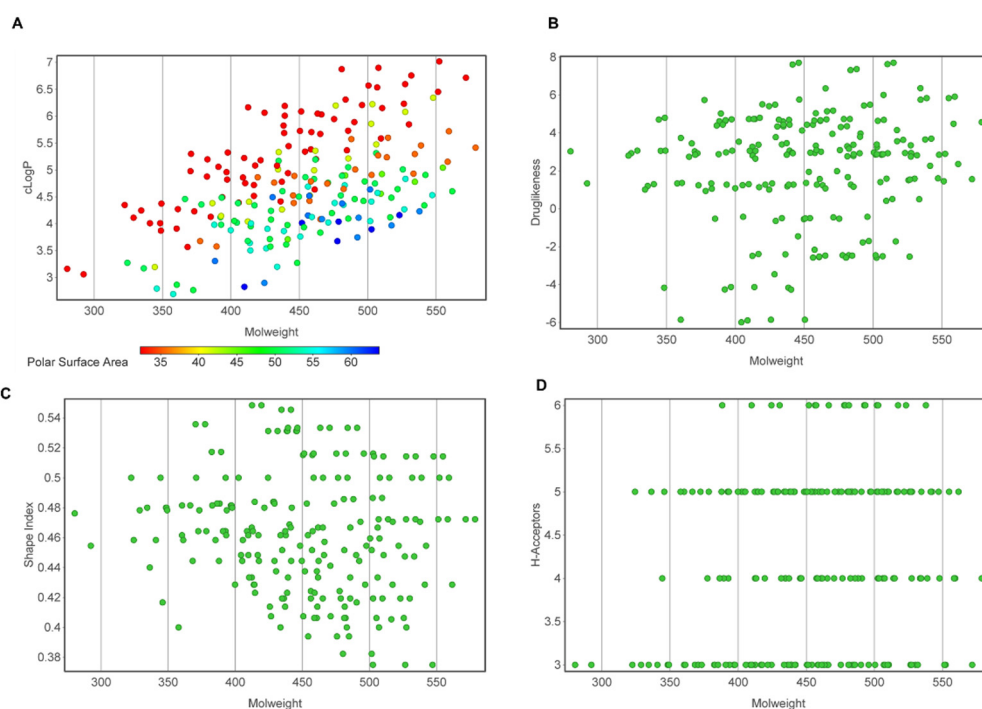 A
cLogP
7
6.5
6
5.5
5
4.5
4
3.5
3
300 350 400 450 500 550
Molweight
Polar Surface Area
35 40 45 50 55 60
B
Druglikeness
8
6
4
2
0
-2
-4
-6
300 350 400 450 500 550
Molweight
C
Shape Index
0.54
0.52
0.5
0.48
0.46
0.44
0.42
0.4
0.38
300 350 400 450 500 550
Molweight
D
H-Acceptors
6
5.5
5
4.5
4
3.5
3
300 350 400 450 500 550
Molweight